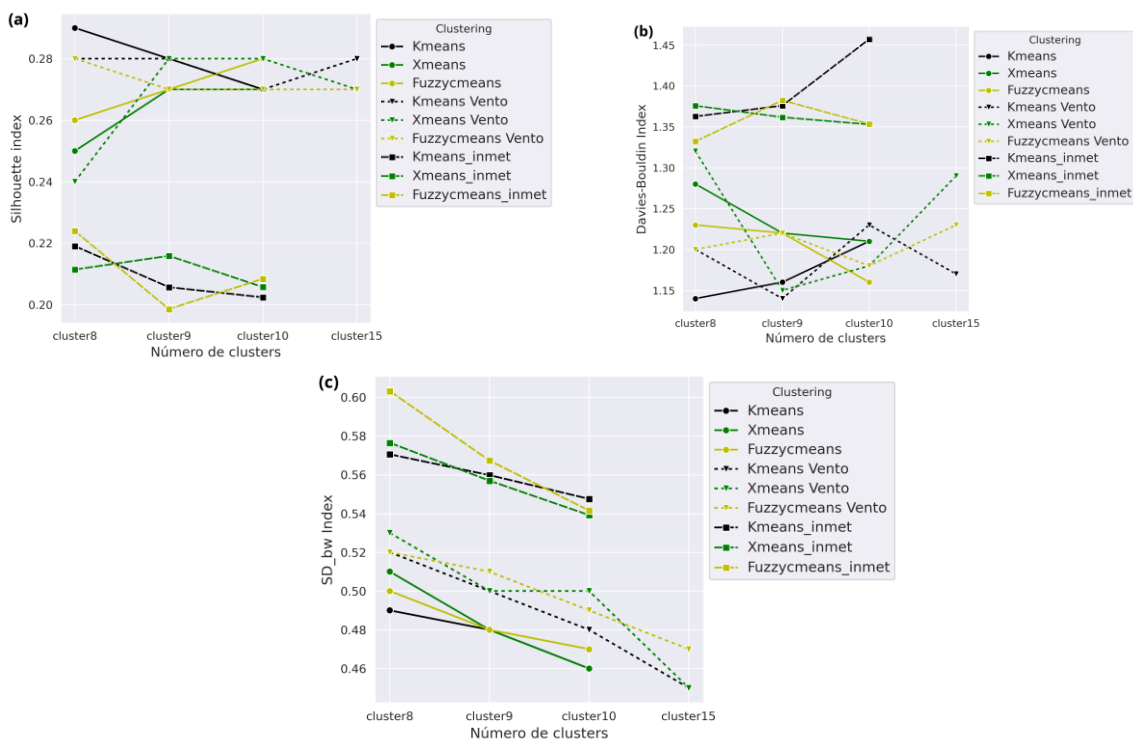 (a)
Silhouette index
0.28
0.26
0.24
0.22
0.20
cluster8 cluster9 cluster10 cluster15
Número de clusters
Clustering
Kmeans
Xmeans
Fuzzycmeans
Kmeans Vento
Xmeans Vento
Fuzzycmeans Vento
Kmeans_inmet
Xmeans_inmet
Fuzzycmeans_inmet
(b)
Davies-Bouldin Index
1.45
1.40
1.35
1.30
1.25
1.20
1.15
cluster8 cluster9 cluster10 cluster15
Número de clusters
Clustering
Kmeans
Xmeans
Fuzzycmeans
Kmeans Vento
Xmeans Vento
Fuzzycmeans Vento
Kmeans_inmet
Xmeans_inmet
Fuzzycmeans_inmet
(c)
SD_bw Index
0.60
0.58
0.56
0.54
0.52
0.50
0.48
0.46
cluster8 cluster9 cluster10 cluster15
Número de clusters
Clustering
Kmeans
Xmeans
Fuzzycmeans
Kmeans Vento
Xmeans Vento
Fuzzycmeans Vento
Kmeans_inmet
Xmeans_inmet
Fuzzycmeans_inmet